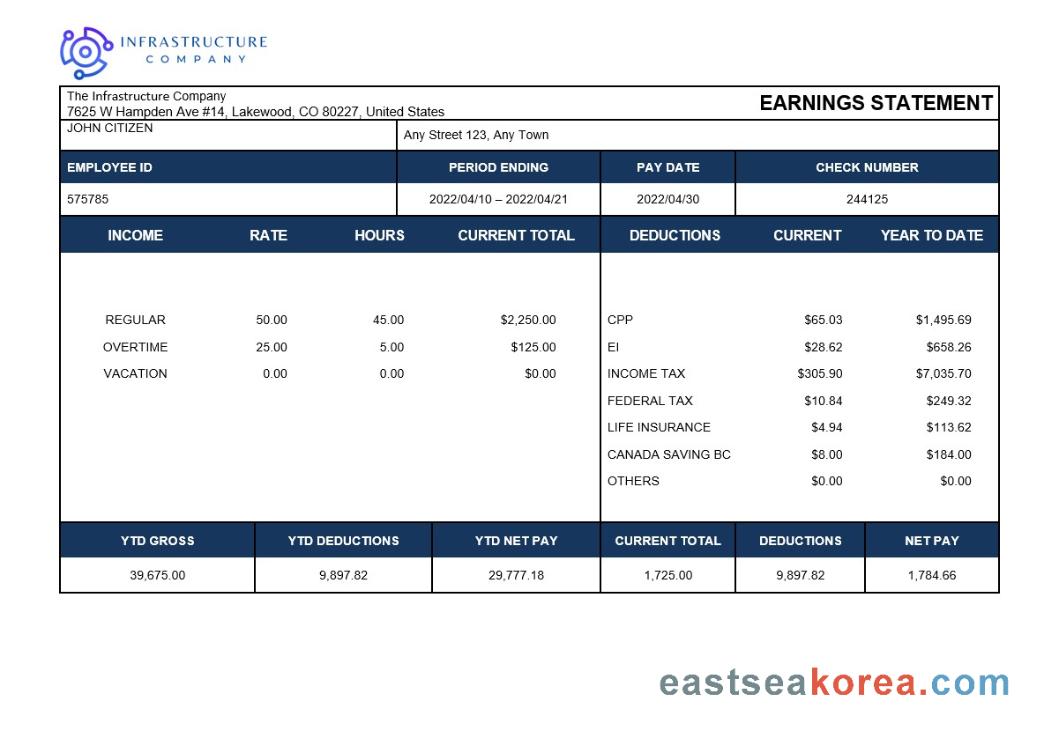 INFRASTRUCTURE
COMPANY
The Infrastructure Company
7625 W Hampden Ave #14, Lakewood, CO 80227, United States
EARNINGS STATEMENT
JOHN CITIZEN
Any Street 123, Any Town
EMPLOYEE ID PERIOD ENDING PAY DATE CHECK NUMBER
575785 2022/04/10 – 2022/04/21 2022/04/30 244125
INCOME RATE HOURS CURRENT TOTAL DEDUCTIONS CURRENT YEAR TO DATE
REGULAR 50.00 45.00 $2,250.00 CPP $65.03 $1,495.69
OVERTIME 25.00 5.00 $125.00 EI $28.62 $658.26
VACATION 0.00 0.00 $0.00 INCOME TAX $305.90 $7,035.70
FEDERAL TAX $10.84 $249.32
LIFE INSURANCE $4.94 $113.62
CANADA SAVING BC $8.00 $184.00
OTHERS $0.00 $0.00
YTD GROSS YTD DEDUCTIONS YTD NET PAY CURRENT TOTAL DEDUCTIONS NET PAY
39,675.00 9,897.82 29,777.18 1,725.00 9,897.82 1,784.66
eastseakorea.com